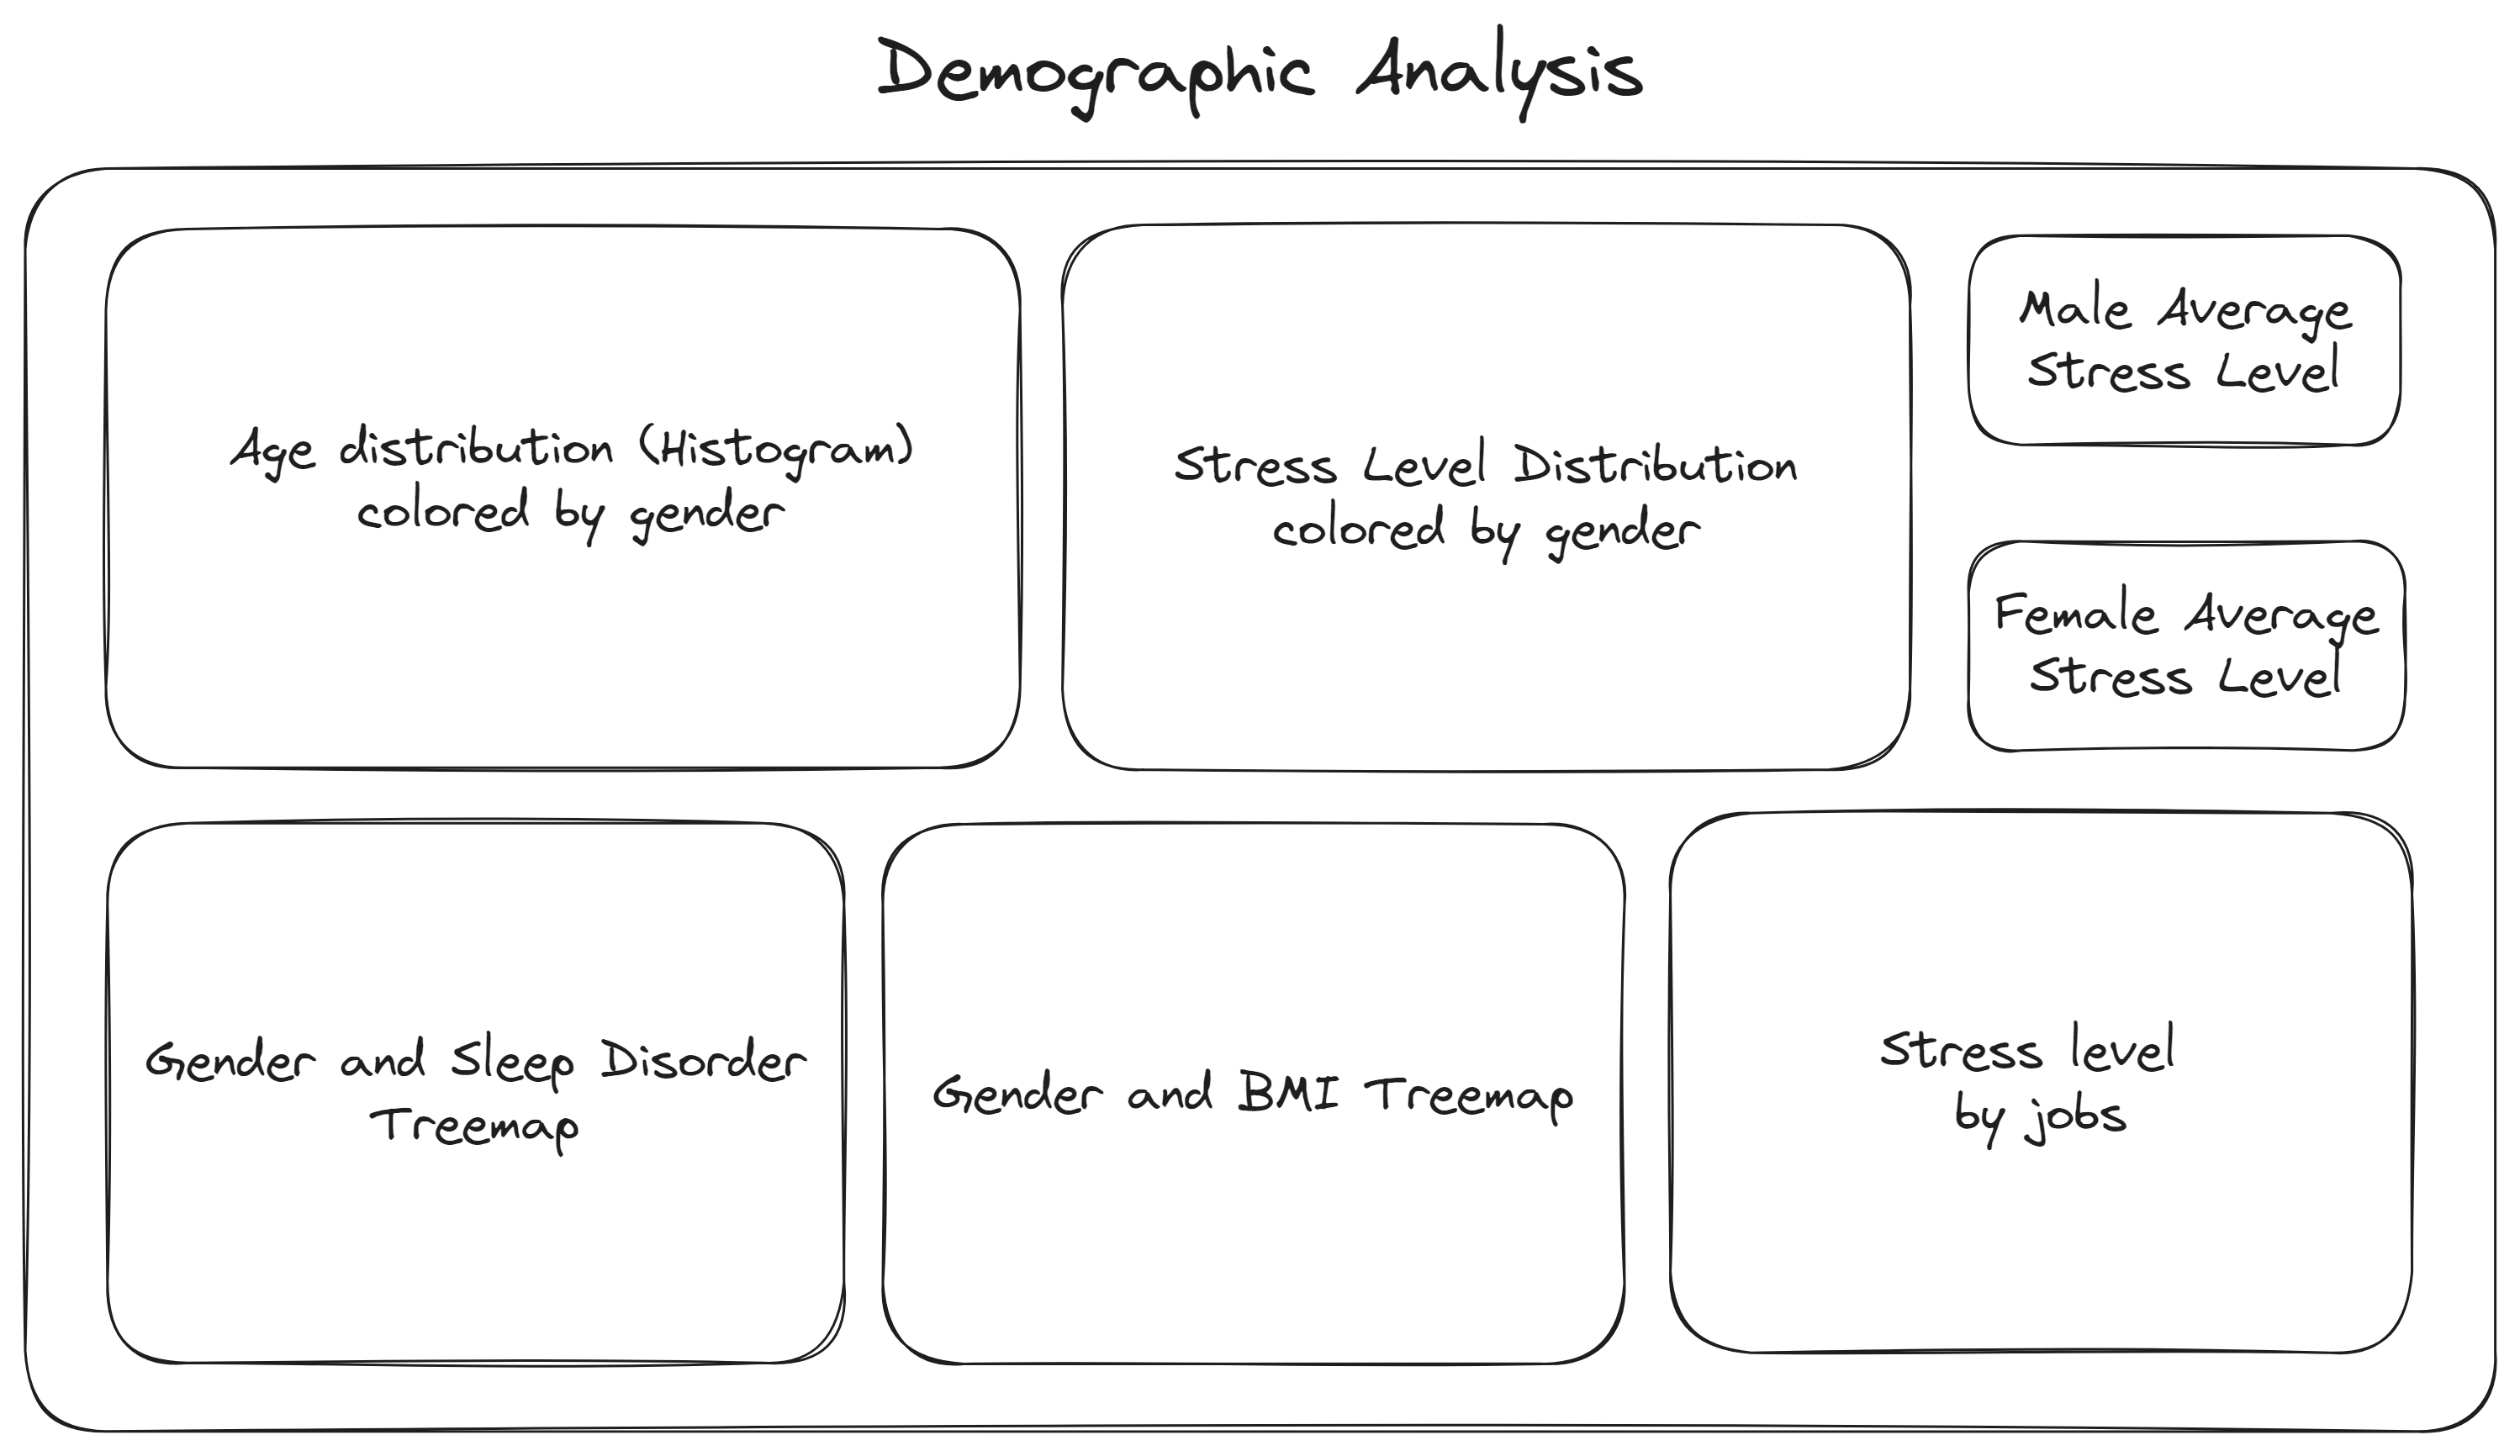 Demographic Analysis
Age distribution (Histogram)
colored by gender
Stress Level Distribution
colored by gender
Male Average
Stress Level
Female Average
Stress Level
Gender and Sleep Disorder
Treemap
Gender and BMI Treemap
Stress level
by jobs